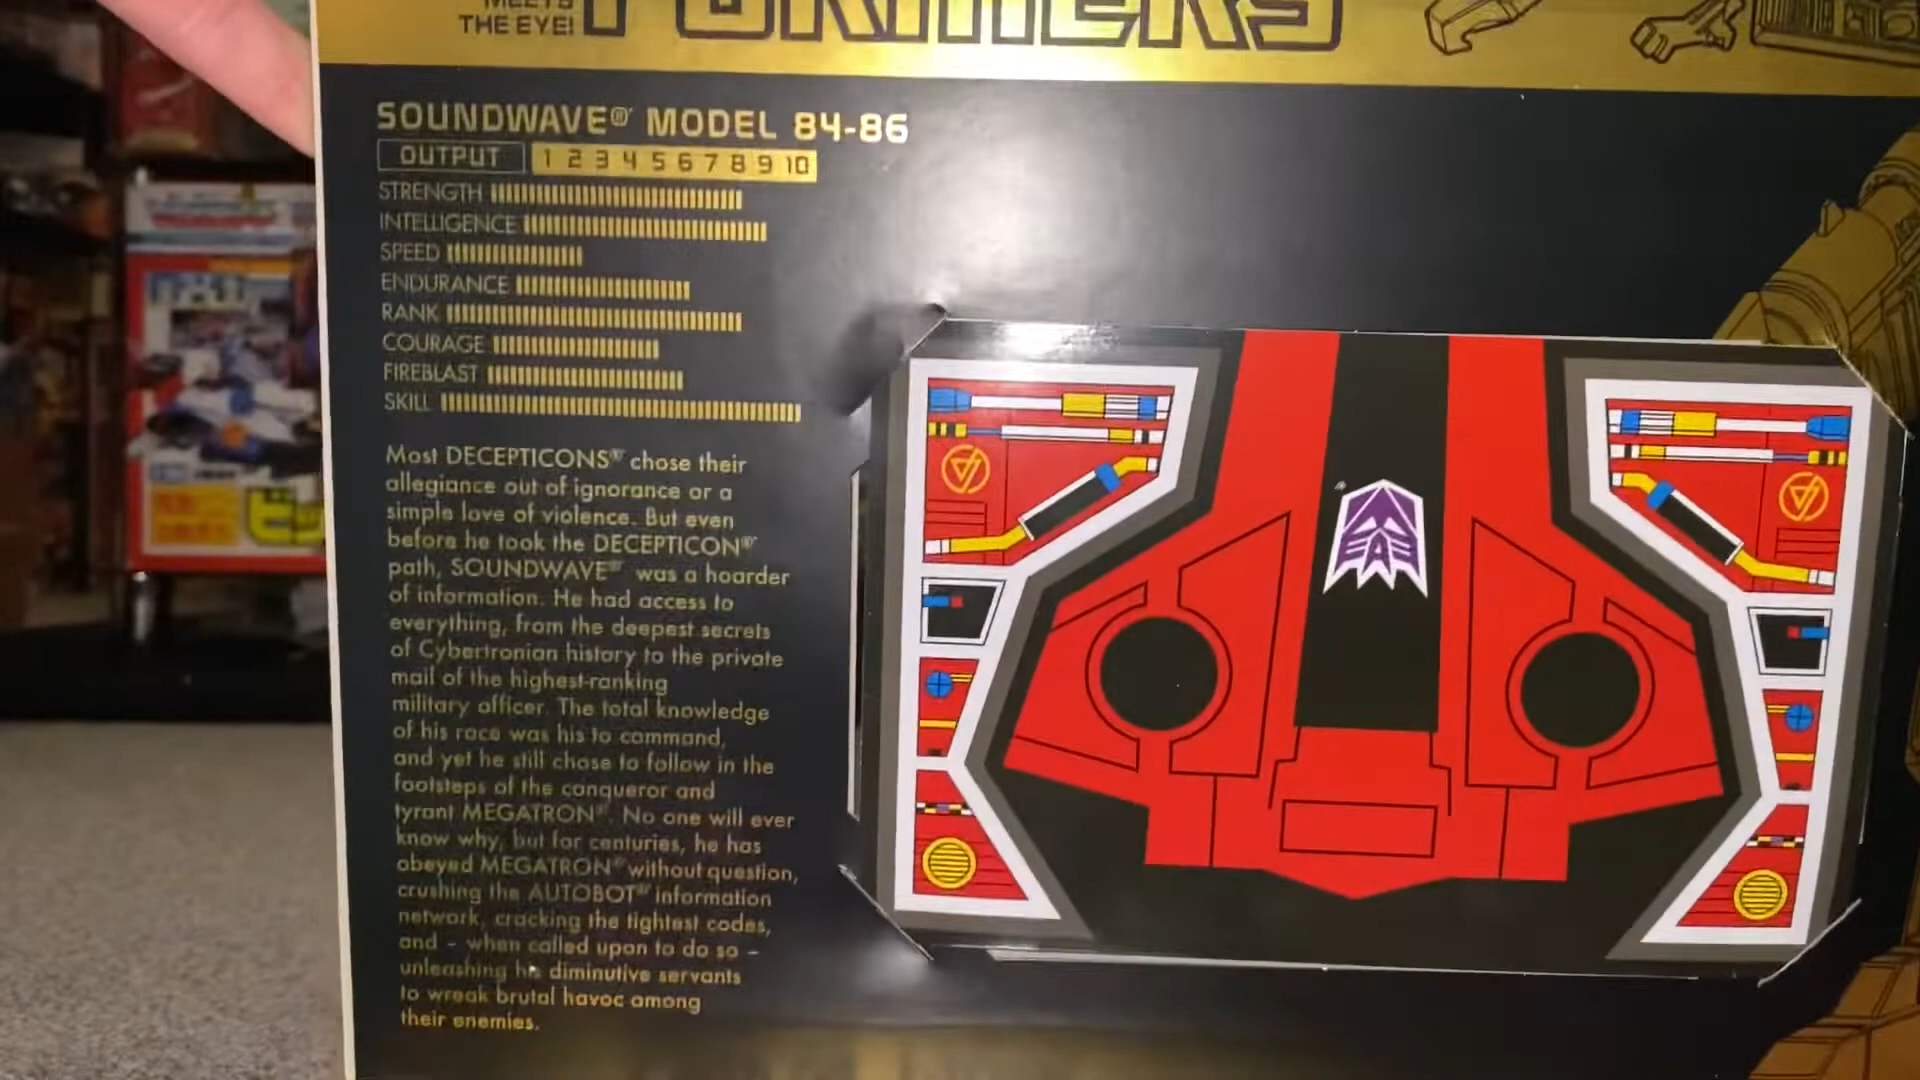 MEETS
THE EYE!
FORMERS
SOUNDWAVE® MODEL 84-86
OUTPUT 1 2 3 4 5 6 7 8 9 10
STRENGTH
INTELLIGENCE
SPEED
ENDURANCE
RANK
COURAGE
FIREBLAST
SKILL
Most DECEPTICONS® chose their
allegiance out of ignorance or a
simple love of violence. But even
before he took the DECEPTICON®
path, SOUNDWAVE® was a hoarder
of information. He had access to
everything, from the deepest secrets
of Cybertronian history to the private
mail of the highest-ranking
military officer. The total knowledge
of his race was his to command,
and yet he still chose to follow in the
footsteps of the conqueror and
tyrant MEGATRON®. No one will ever
know why, but for centuries, he has
obeyed MEGATRON® without question,
crushing the AUTOBOT® information
network, cracking the tightest codes,
and - when called upon to do so -
unleashing his diminutive servants
to wreak brutal havoc among
their enemies.